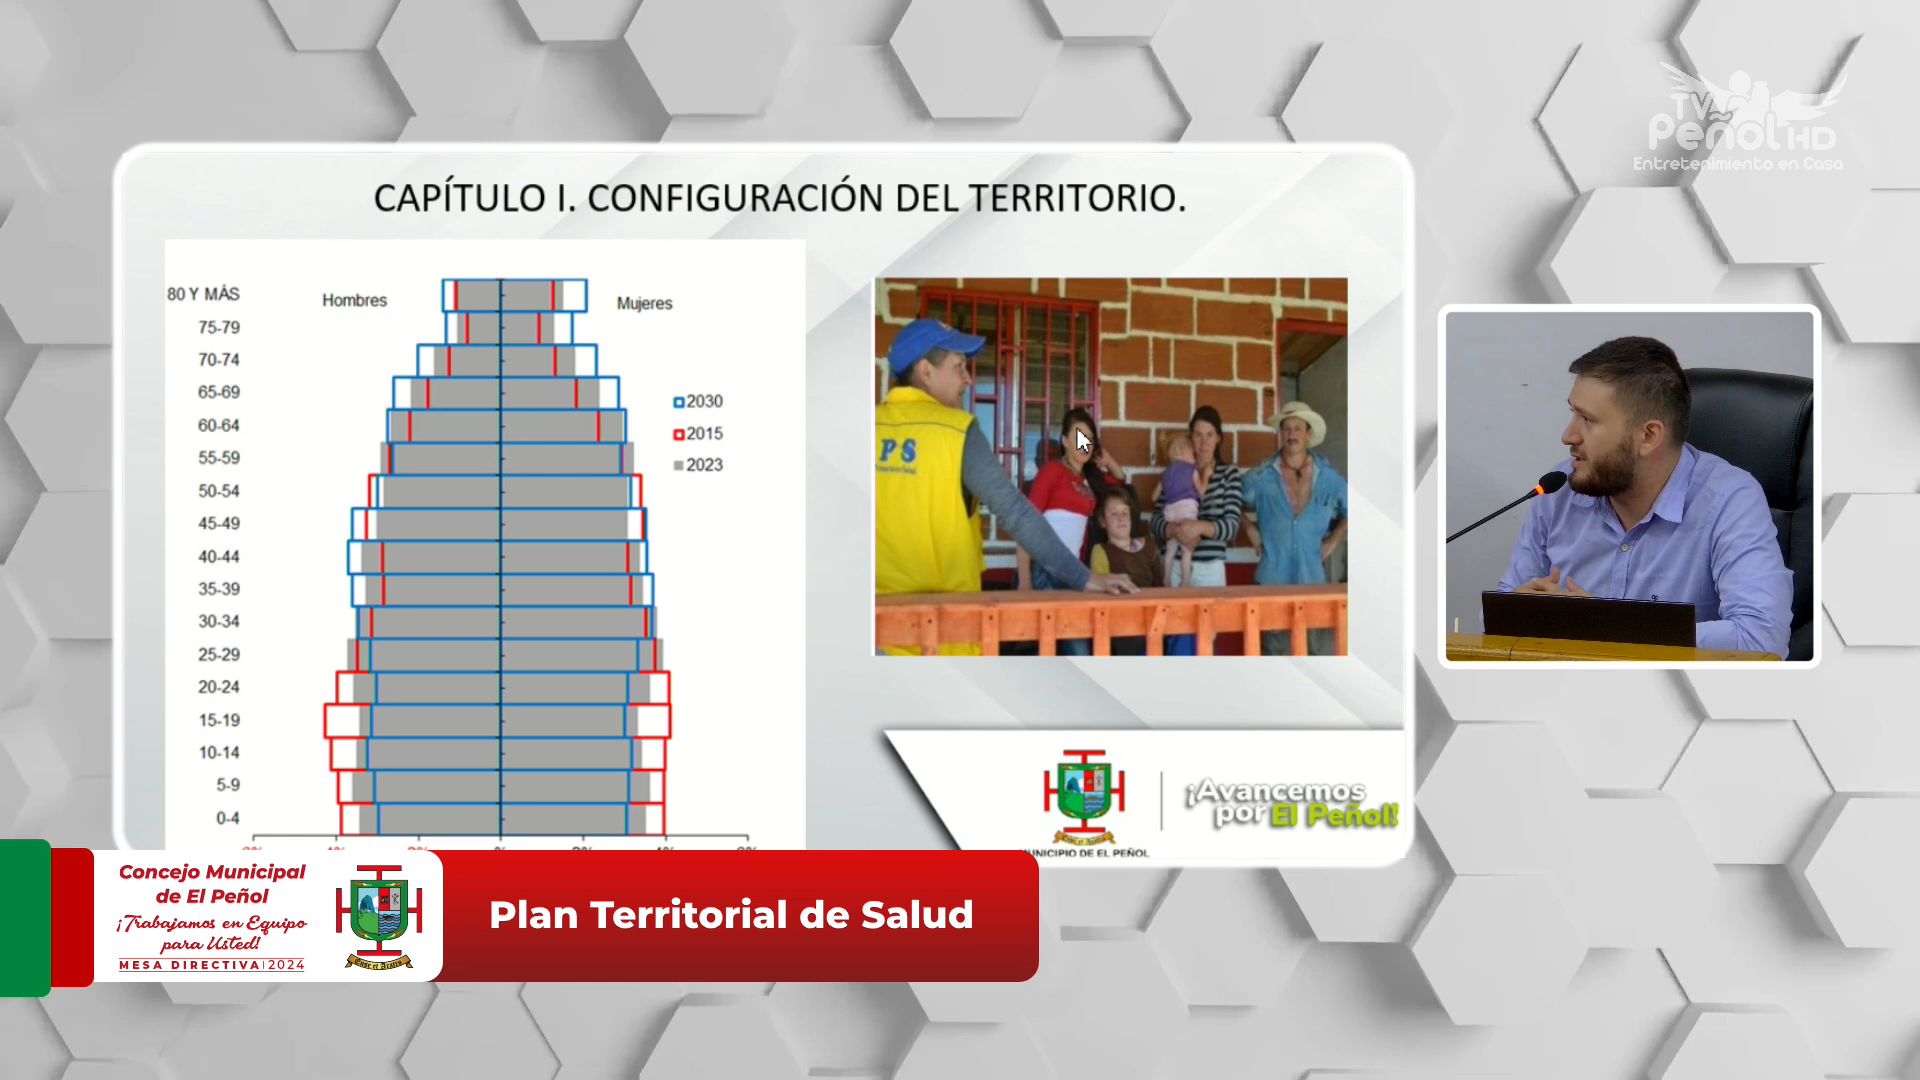 TV
Peñol HD
Entretenimiento en Casa
CAPÍTULO I. CONFIGURACIÓN DEL TERRITORIO.
Hombres
Mujeres
80 Y MÁS
75-79
70-74
65-69
60-64
55-59
50-54
45-49
40-44
35-39
30-34
25-29
20-24
15-19
10-14
5-9
0-4
2030
2015
2023
PS
¡Avancemos
por El Peñol!
MUNICIPIO DE EL PEÑOL
Concejo Municipal
de El Peñol
¡Trabajamos en Equipo
para Usted!
MESA DIRECTIVA|2024
Plan Territorial de Salud